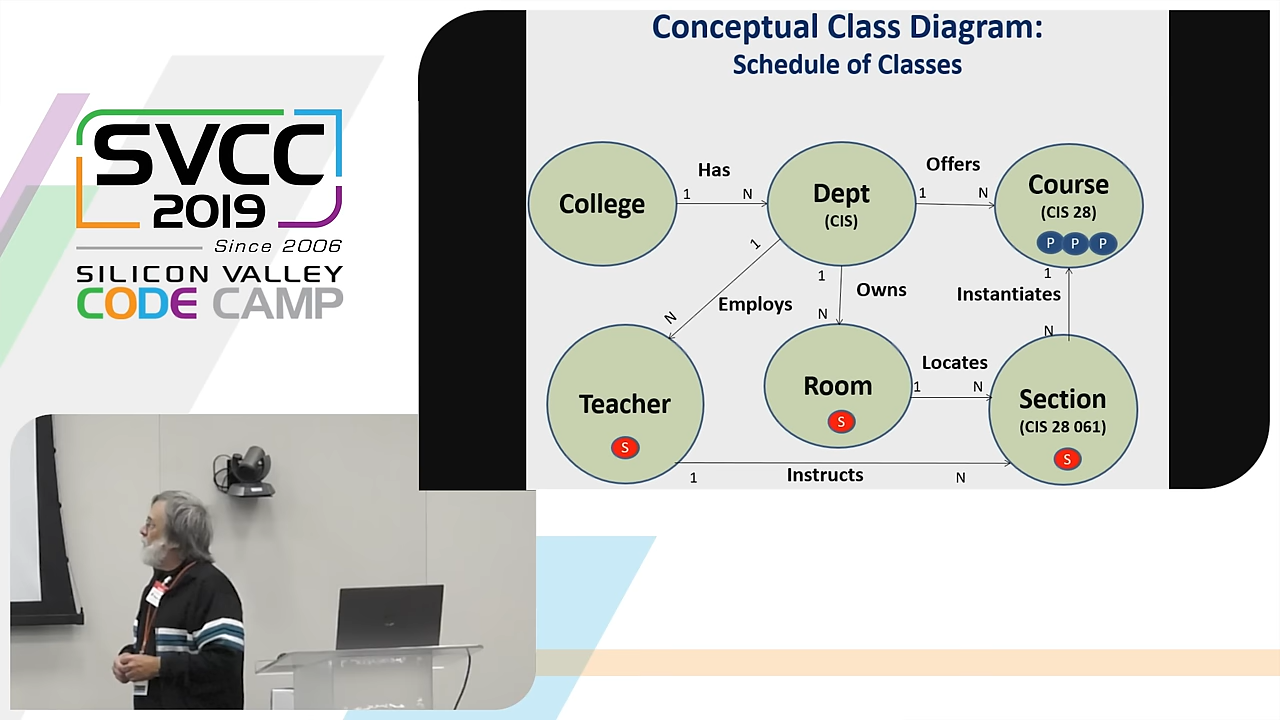 SVCC
2019
Since 2006
SILICON VALLEY
CODE CAMP
Conceptual Class Diagram:
Schedule of Classes
College
Has
1
N
Dept
(CIS)
Offers
1
N
Course
(CIS 28)
P P P
1
Employs
N
1
Owns
N
1
Instantiates
N
Teacher
S
Room
S
Locates
1
N
Section
(CIS 28 061)
S
1
Instructs
N